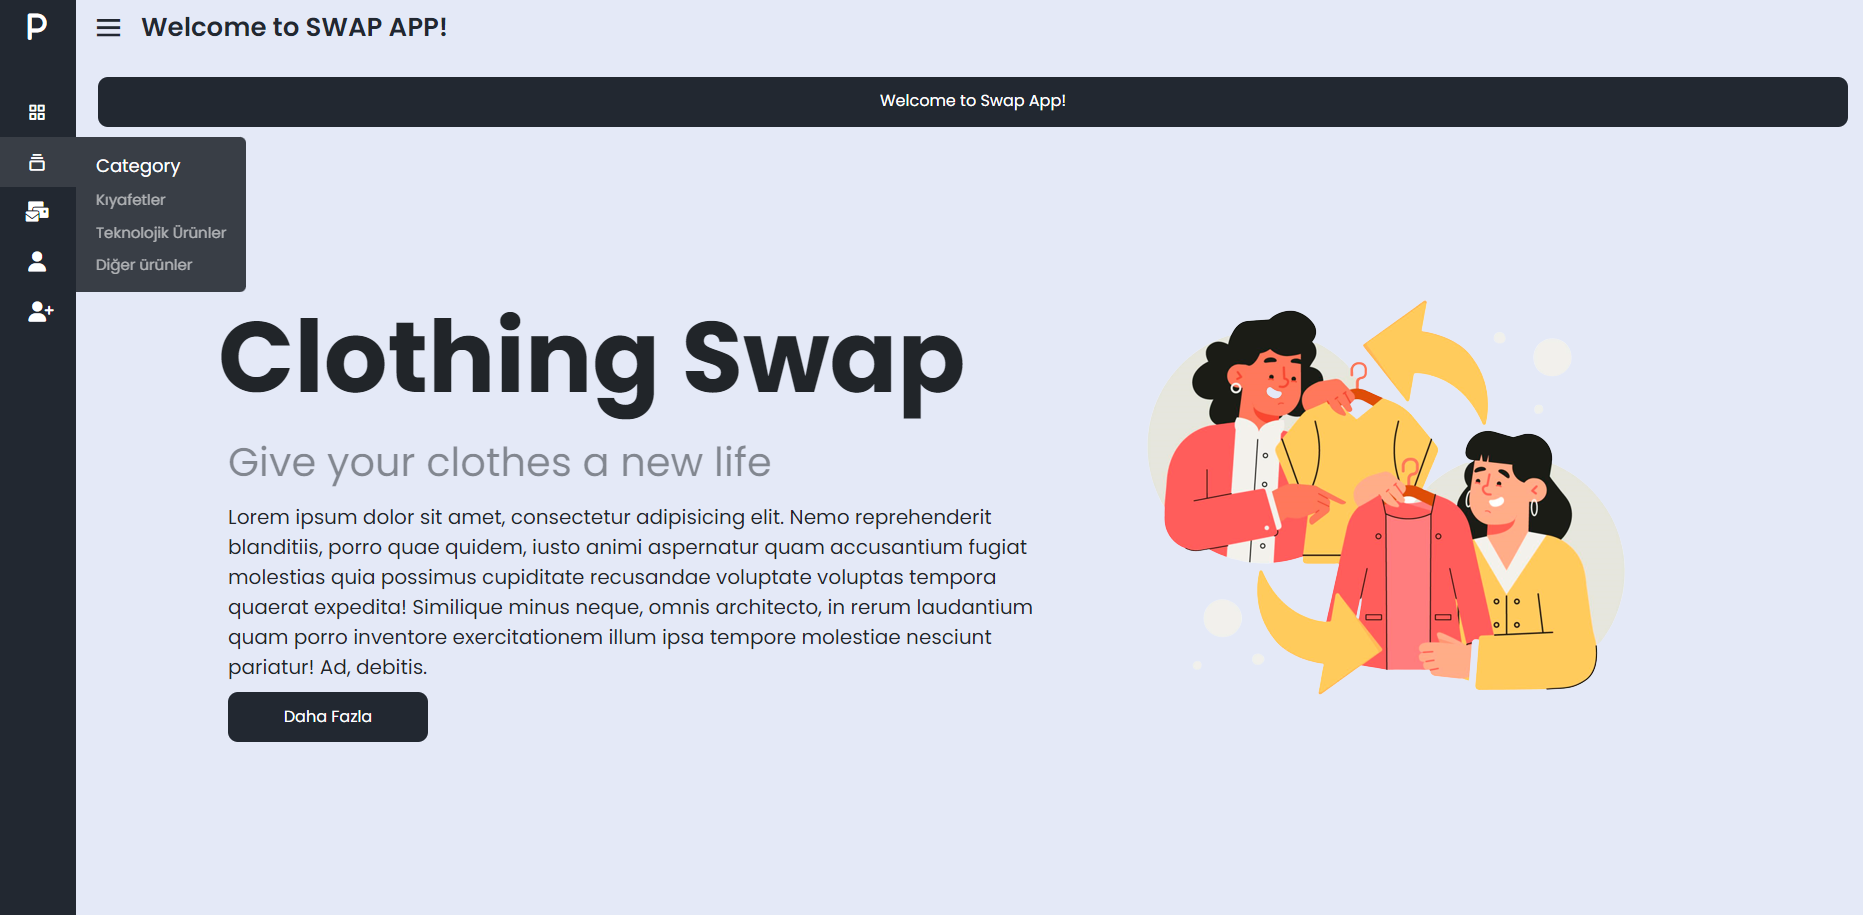 P
Welcome to SWAP APP!
Welcome to Swap App!
Category
Kıyafetler
Teknolojik Ürünler
Diğer ürünler
Clothing Swap
Give your clothes a new life
Lorem ipsum dolor sit amet, consectetur adipisicing elit. Nemo reprehenderit
blanditiis, porro quae quidem, iusto animi aspernatur quam accusantium fugiat
molestias quia possimus cupiditate recusandae voluptate voluptas tempora
quaerat expedita! Similique minus neque, omnis architecto, in rerum laudantium
quam porro inventore exercitationem illum ipsa tempore molestiae nesciunt
pariatur! Ad, debitis.
Daha Fazla